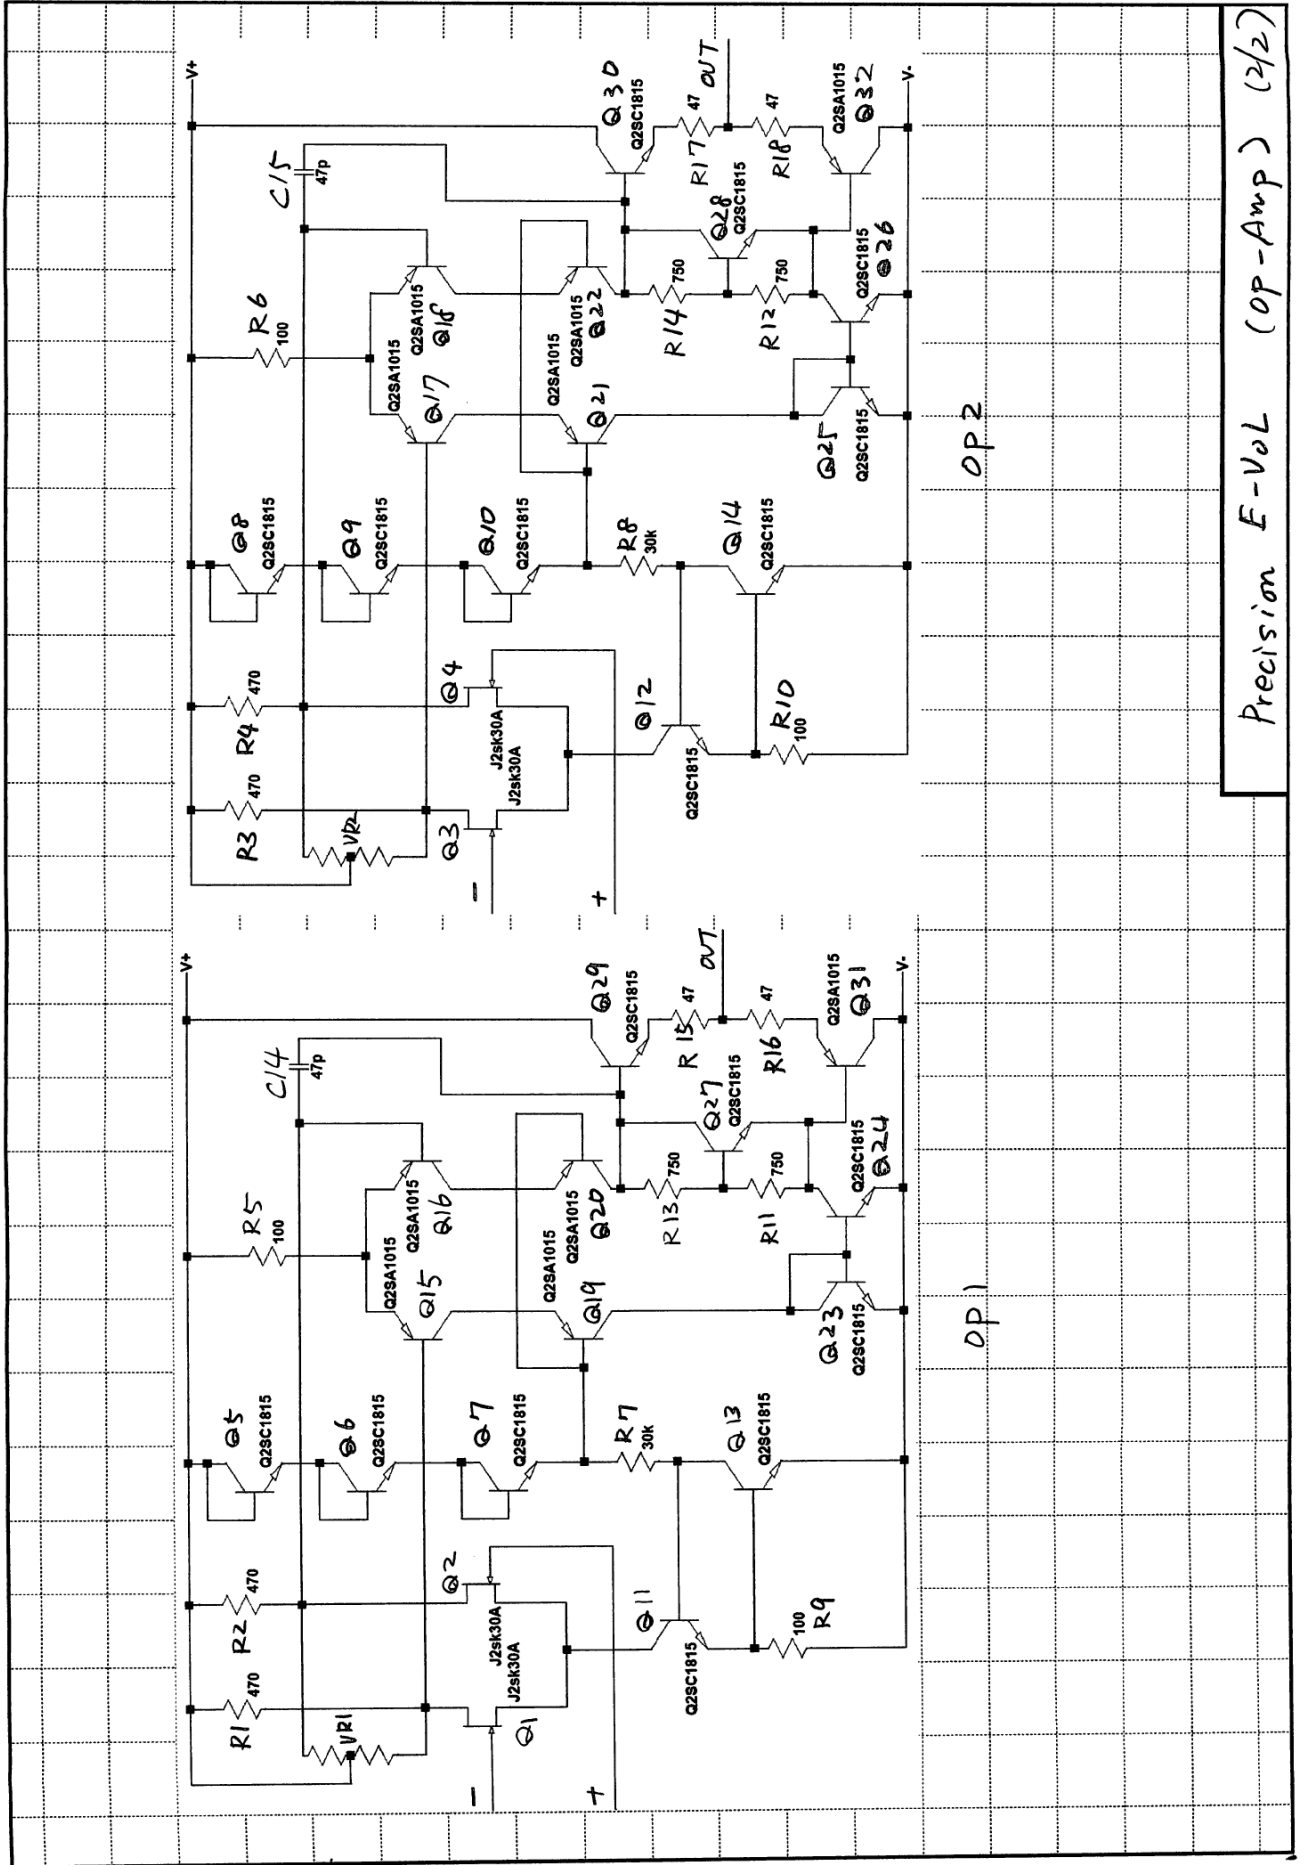 Precision E-VOL (OP-Amp) (2/2)
OP1
V+
R1
470
R2
470
VR1
Q5
Q2SC1815
Q6
Q2SC1815
Q7
Q2SC1815
R5
100
C14
47p
Q2SA1015
Q15
Q2SA1015
Q16
Q1
J2sk30A
J2sk30A
Q2
-
+
Q2SA1015
Q19
Q2SA1015
Q20
Q29
Q2SC1815
R7
30k
R13
750
R15
47
OUT
Q11
Q2SC1815
Q27
Q2SC1815
R16
47
Q13
Q2SC1815
R11
750
R9
100
Q23
Q2SC1815
Q2SC1815
Q24
Q2SA1015
Q31
V-
OP2
V+
R3
470
R4
470
VR2
Q8
Q2SC1815
Q9
Q2SC1815
Q10
Q2SC1815
R6
100
C15
47p
Q2SA1015
Q17
Q2SA1015
Q18
Q3
J2sk30A
J2sk30A
Q4
-
+
Q2SA1015
Q21
Q2SA1015
Q22
Q30
Q2SC1815
R8
30k
R14
750
R17
47
OUT
Q12
Q2SC1815
Q28
Q2SC1815
R18
47
Q14
Q2SC1815
R12
750
R10
100
Q25
Q2SC1815
Q2SC1815
Q26
Q2SA1015
Q32
V-